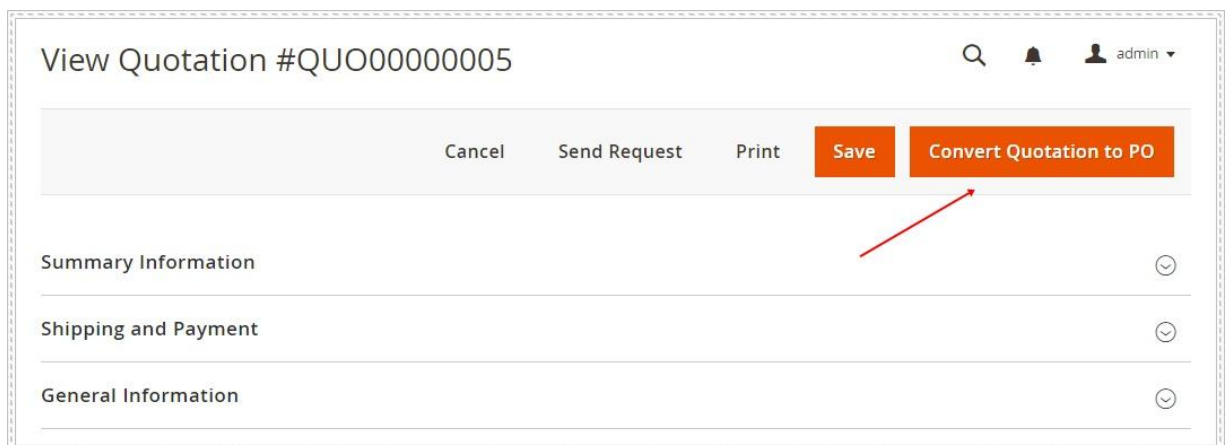 View Quotation #QUO00000005
admin
Cancel Send Request Print Save Convert Quotation to PO
Summary Information
Shipping and Payment
General Information